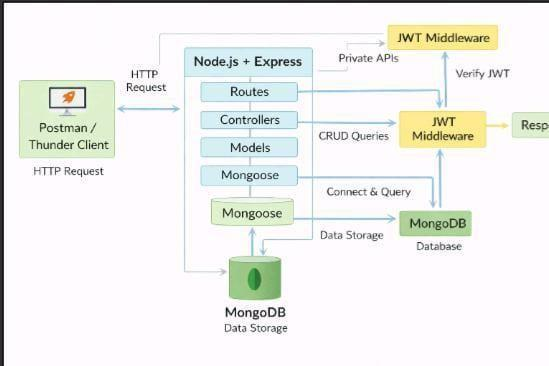 JWT Middleware
HTTP
Request
Node.js + Express
Private APIs
Verify JWT
Routes
Postman /
Thunder Client
Controllers
CRUD Queries
JWT
Middleware
Resp
HTTP Request
Models
Mongoose
Connect & Query
Mongoose
MongoDB
Data Storage
Database
MongoDB
Data Storage